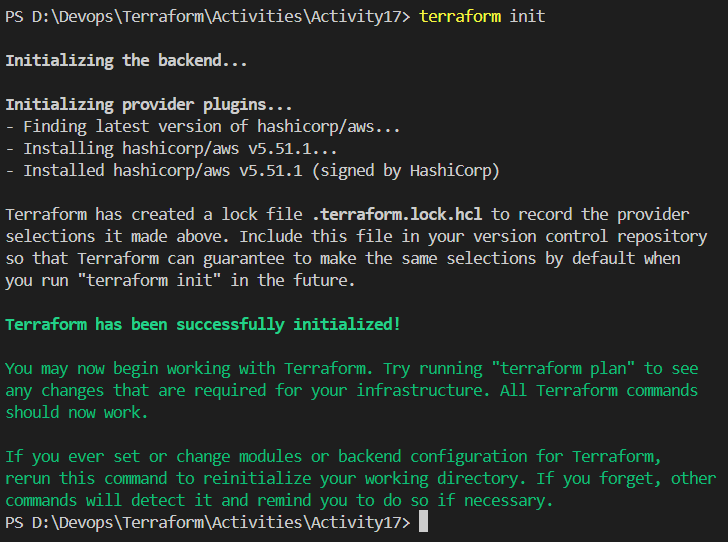 PS D:\Devops\Terraform\Activities\Activity17> terraform init
Initializing the backend...
Initializing provider plugins...
- Finding latest version of hashicorp/aws...
- Installing hashicorp/aws v5.51.1...
- Installed hashicorp/aws v5.51.1 (signed by HashiCorp)
Terraform has created a lock file .terraform.lock.hcl to record the provider
selections it made above. Include this file in your version control repository
so that Terraform can guarantee to make the same selections by default when
you run "terraform init" in the future.
Terraform has been successfully initialized!
You may now begin working with Terraform. Try running "terraform plan" to see
any changes that are required for your infrastructure. All Terraform commands
should now work.
If you ever set or change modules or backend configuration for Terraform,
rerun this command to reinitialize your working directory. If you forget, other
commands will detect it and remind you to do so if necessary.
PS D:\Devops\Terraform\Activities\Activity17>